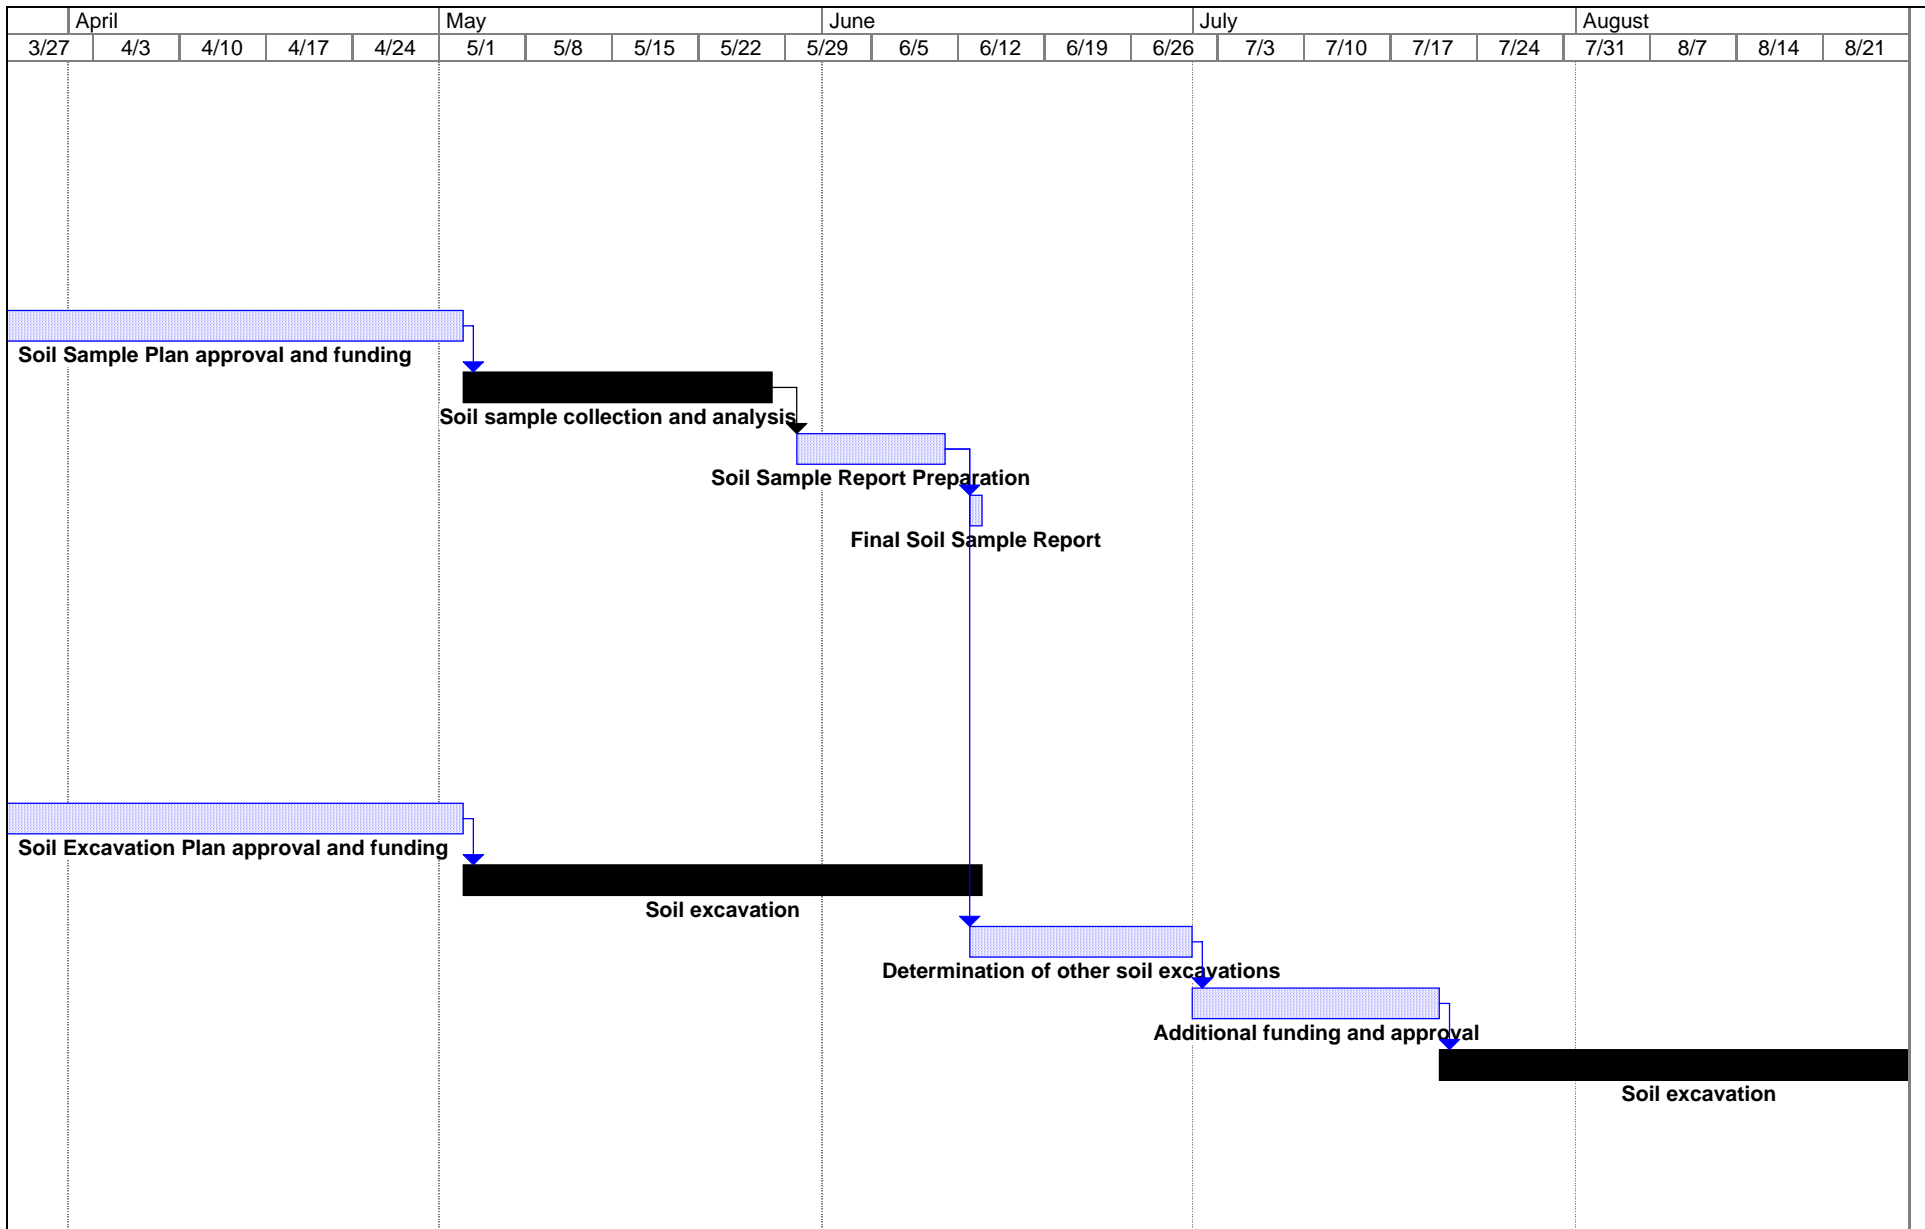 April May June July August
3/27 4/3 4/10 4/17 4/24 5/1 5/8 5/15 5/22 5/29 6/5 6/12 6/19 6/26 7/3 7/10 7/17 7/24 7/31 8/7 8/14 8/21
Soil Sample Plan approval and funding
Soil sample collection and analysis
Soil Sample Report Preparation
Final Soil Sample Report
Soil Excavation Plan approval and funding
Soil excavation
Determination of other soil excavations
Additional funding and approval
Soil excavation